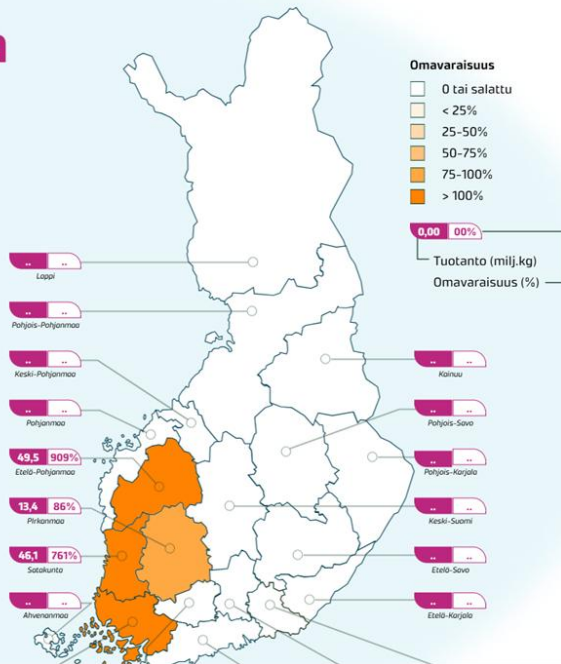 Omavaraisuus
0 tai salattu
< 25%
25-50%
50-75%
75-100%
> 100%
0,00 00%
Tuotanto (milj.kg)
Omavaraisuus (%)
.. ..
Lappi
.. ..
Pohjois-Pohjanmaa
.. ..
Keski-Pohjanmaa
.. ..
Pohjanmaa
49,5 909%
Etelä-Pohjanmaa
13,4 86%
Pirkanmaa
46,1 761%
Satakunta
.. ..
Ahvenanmaa
.. ..
Kainuu
.. ..
Pohjois-Savo
.. ..
Pohjois-Karjala
.. ..
Keski-Suomi
.. ..
Etelä-Savo
.. ..
Etelä-Karjala